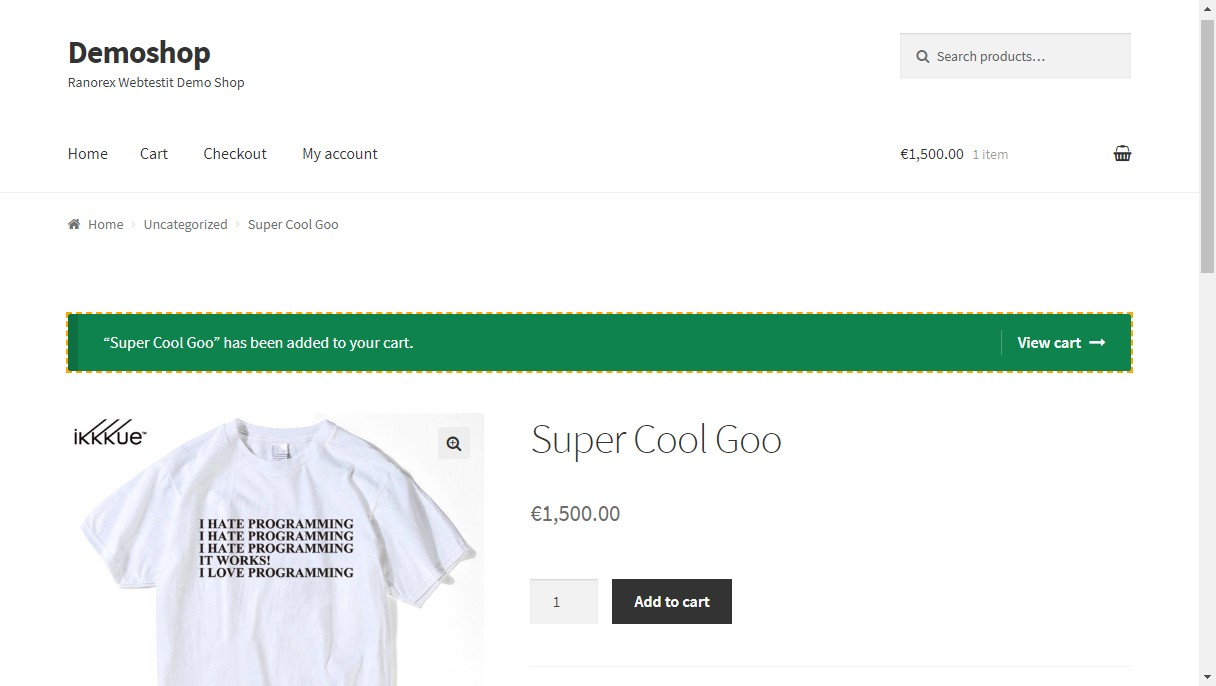 Demoshop
Ranorex Webtestit Demo Shop
Search products…
Home Cart Checkout My account €1,500.00 1 item
Home Uncategorized Super Cool Goo
“Super Cool Goo” has been added to your cart. View cart
iKKKUE™
Super Cool Goo
€1,500.00
I HATE PROGRAMMING
I HATE PROGRAMMING
I HATE PROGRAMMING
IT WORKS!
I LOVE PROGRAMMING
1 Add to cart